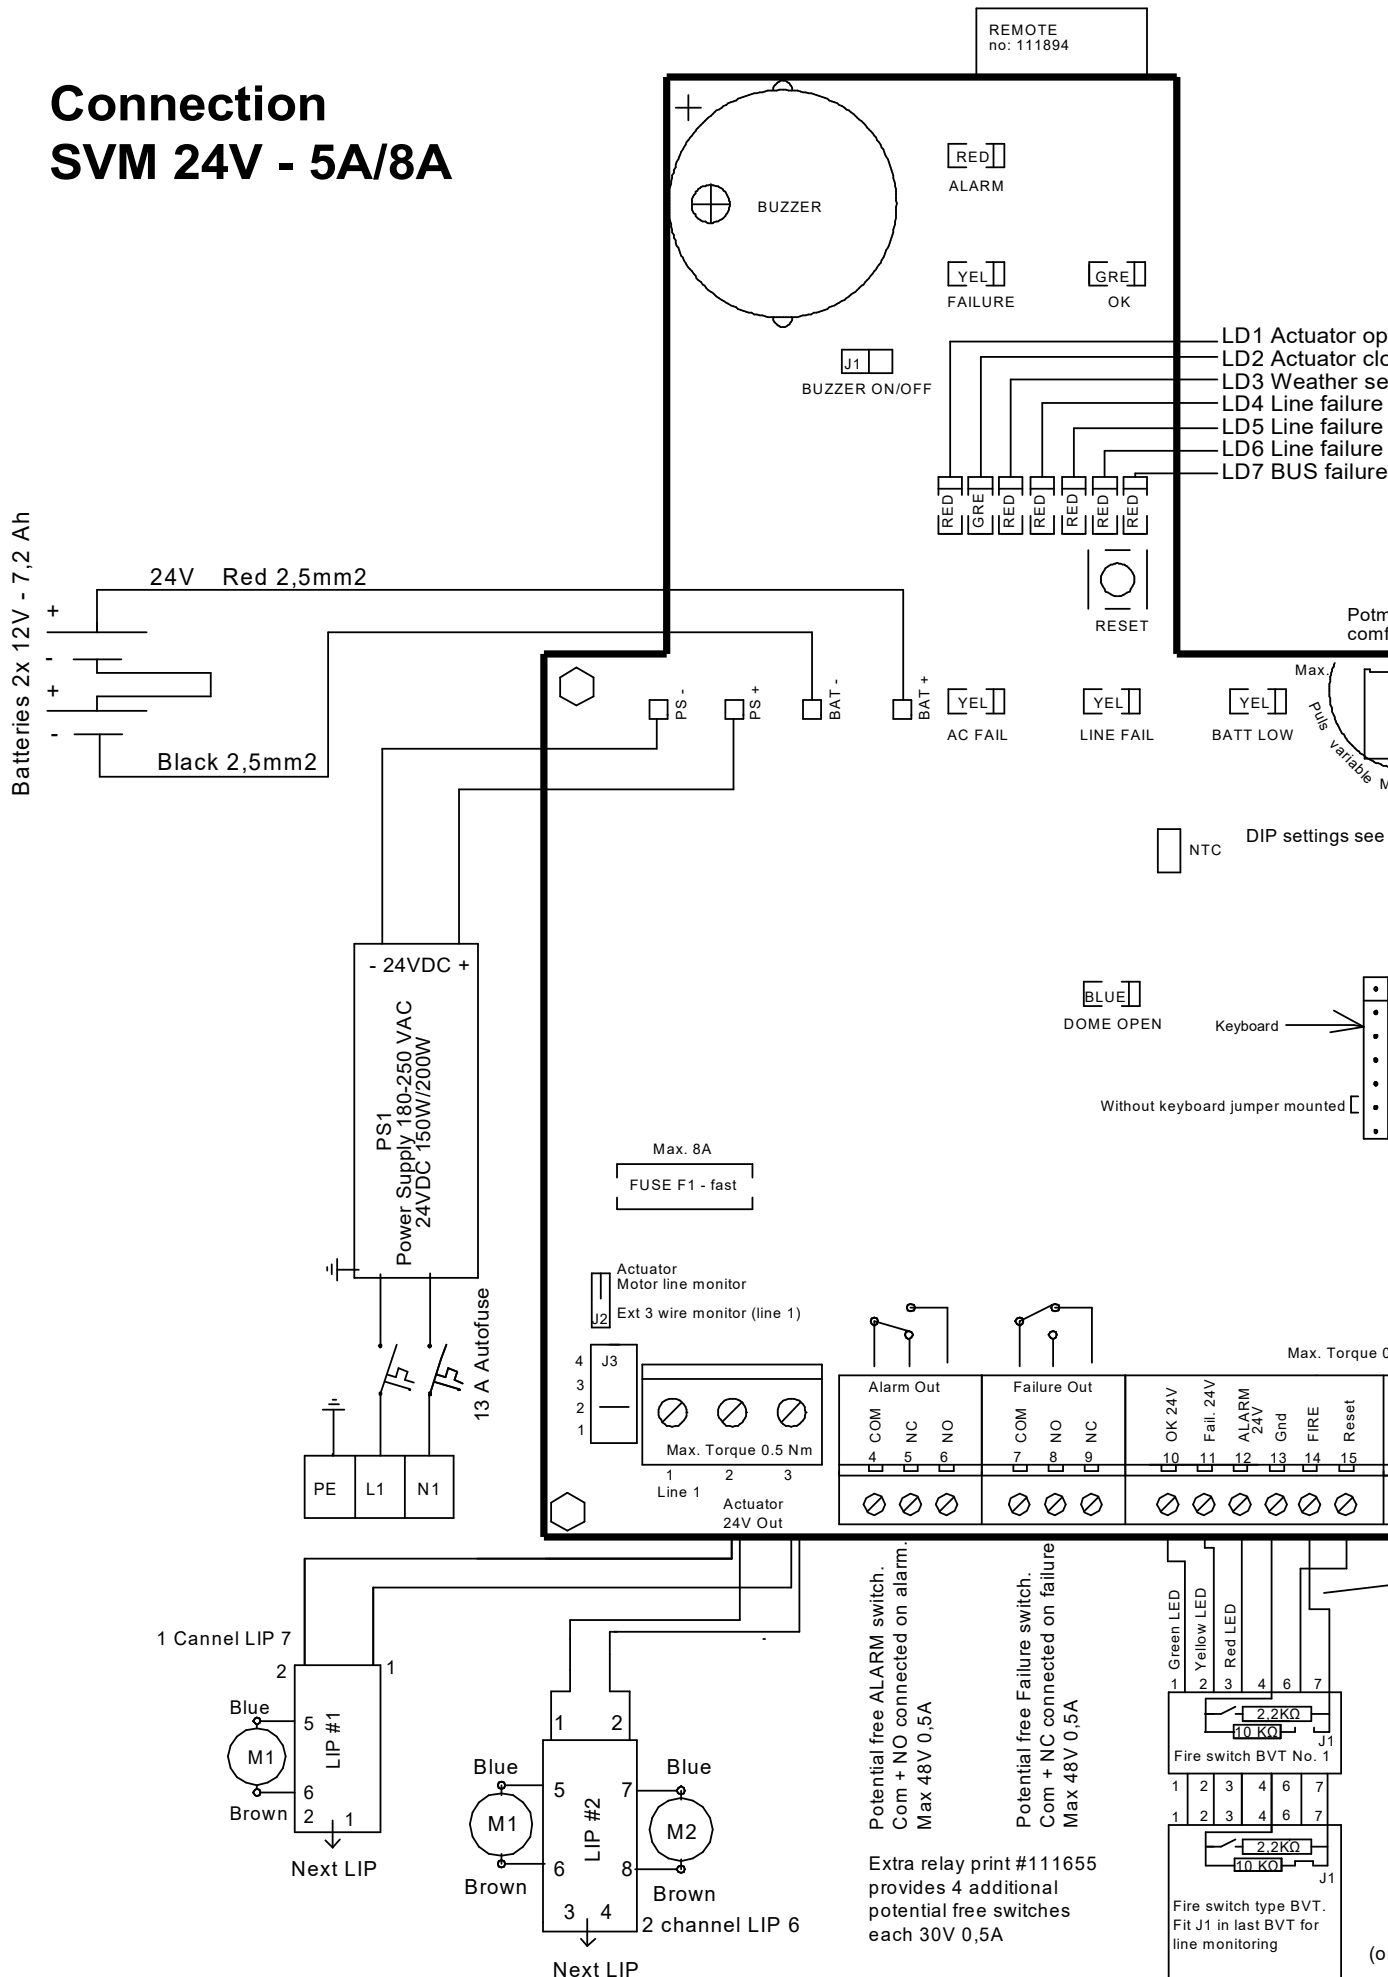 REMOTE
no: 111894
Connection
SVM 24V - 5A/8A
BUZZER
RED
ALARM
YEL
FAILURE
GRE
OK
J1
BUZZER ON/OFF
LD1 Actuator op
LD2 Actuator clo
LD3 Weather se
LD4 Line failure
LD5 Line failure
LD6 Line failure
LD7 BUS failure
RED
GRE
RED
RED
RED
RED
RED
RESET
Batteries 2x 12V - 7,2 Ah
24V Red 2,5mm2
+
-
+
-
Black 2,5mm2
Potm
comf
Max.
Puls variable M
PS -
PS +
BAT -
BAT +
YEL
AC FAIL
YEL
LINE FAIL
YEL
BATT LOW
NTC
DIP settings see
- 24VDC +
PS1
Power Supply 180-250 VAC
24VDC 150W/200W
BLUE
DOME OPEN
Keyboard
Without keyboard jumper mounted
Max. 8A
FUSE F1 - fast
13 A Autofuse
Actuator
Motor line monitor
J2
Ext 3 wire monitor (line 1)
4
3
2
1
J3
Max. Torque 0.5 Nm
1 2 3
Line 1
Actuator
24V Out
PE L1 N1
Max. Torque 0
Alarm Out
COM NC NO
4 5 6
Failure Out
COM NO NC
7 8 9
OK 24V
Fail. 24V
ALARM
24V
Gnd
FIRE
Reset
10 11 12 13 14 15
1 Cannel LIP 7
2 1
Blue
5
M1
LIP #1
6
Brown
2 1
Next LIP
1 2
Blue
5
M1
LIP #2
6
Brown
7
Blue
M2
8
Brown
3 4
2 channel LIP 6
Next LIP
Potential free ALARM switch.
Com + NO connected on alarm.
Max 48V 0,5A
Potential free Failure switch.
Com + NC connected on failure
Max 48V 0,5A
Extra relay print #111655
provides 4 additional
potential free switches
each 30V 0,5A
Green LED
Yellow LED
Red LED
1 2 3 4 6 7
2,2KΩ
10 KΩ
J1
Fire switch BVT No. 1
1 2 3 4 6 7
1 2 3 4 6 7
2,2KΩ
10 KΩ
J1
Fire switch type BVT.
Fit J1 in last BVT for
line monitoring
(o